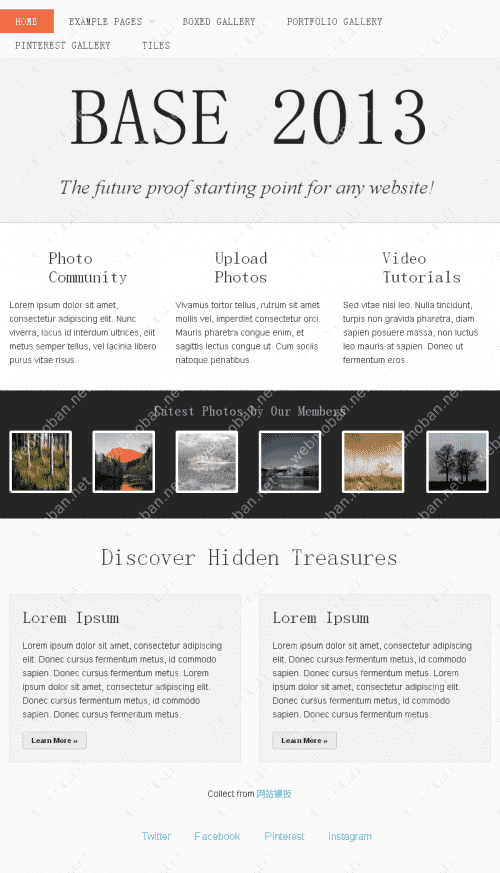 HOME EXAMPLE PAGES BOXED GALLERY PORTFOLIO GALLERY
PINTEREST GALLERY TILES
BASE 2013
The future proof starting point for any website!
Photo
Community
Lorem ipsum dolor sit amet,
consectetur adipiscing elit. Nunc
viverra, lacus id interdum ultrices, elit
metus semper tellus, vel lacinia libero
purus vitae risus.
Upload
Photos
Vivamus tortor tellus, rutrum sit amet
mollis vel, imperdiet consectetur orci.
Mauris pharetra congue enim, et
sagittis lectus congue ut. Cum sociis
natoque penatibus.
Video
Tutorials
Sed vitae nisi leo. Nulla tincidunt,
turpis non gravida pharetra, diam
sapien posuere massa, non luctus
leo mauris at sapien. Donec ut
fermentum eros.
Latest Photos by Our Members
Discover Hidden Treasures
Lorem Ipsum
Lorem ipsum dolor sit amet, consectetur adipiscing
elit. Donec cursus fermentum metus, id commodo
sapien. Donec cursus fermentum metus. Lorem
ipsum dolor sit amet, consectetur adipiscing elit.
Donec cursus fermentum metus, id commodo
sapien. Donec cursus fermentum metus.
Learn More »
Lorem Ipsum
Lorem ipsum dolor sit amet, consectetur adipiscing
elit. Donec cursus fermentum metus, id commodo
sapien. Donec cursus fermentum metus. Lorem
ipsum dolor sit amet, consectetur adipiscing elit.
Donec cursus fermentum metus, id commodo
sapien. Donec cursus fermentum metus.
Learn More »
Collect from 网站模板
Twitter Facebook Pinterest Instagram